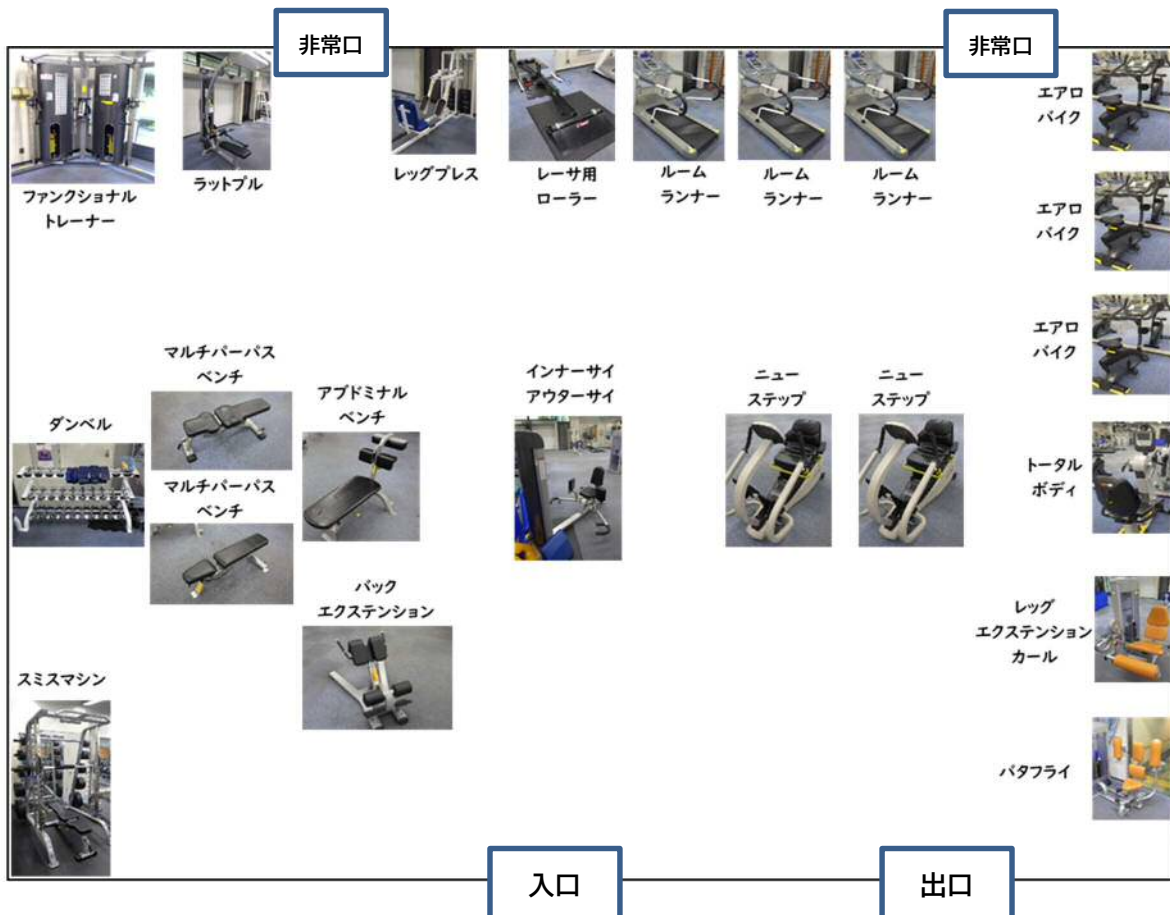 非常口
非常口
ファンクショナル
トレーナー
ラットプル
レッグプレス
レーサ用
ローラー
ルーム
ランナー
ルーム
ランナー
ルーム
ランナー
エアロ
バイク
エアロ
バイク
エアロ
バイク
マルチパーパス
ベンチ
アブドミナル
ベンチ
インナーサイ
アウターサイ
ニュー
ステップ
ニュー
ステップ
ダンベル
マルチパーパス
ベンチ
トータル
ボディ
バック
エクステンション
レッグ
エクステンション
カール
スミスマシン
バタフライ
入口
出口